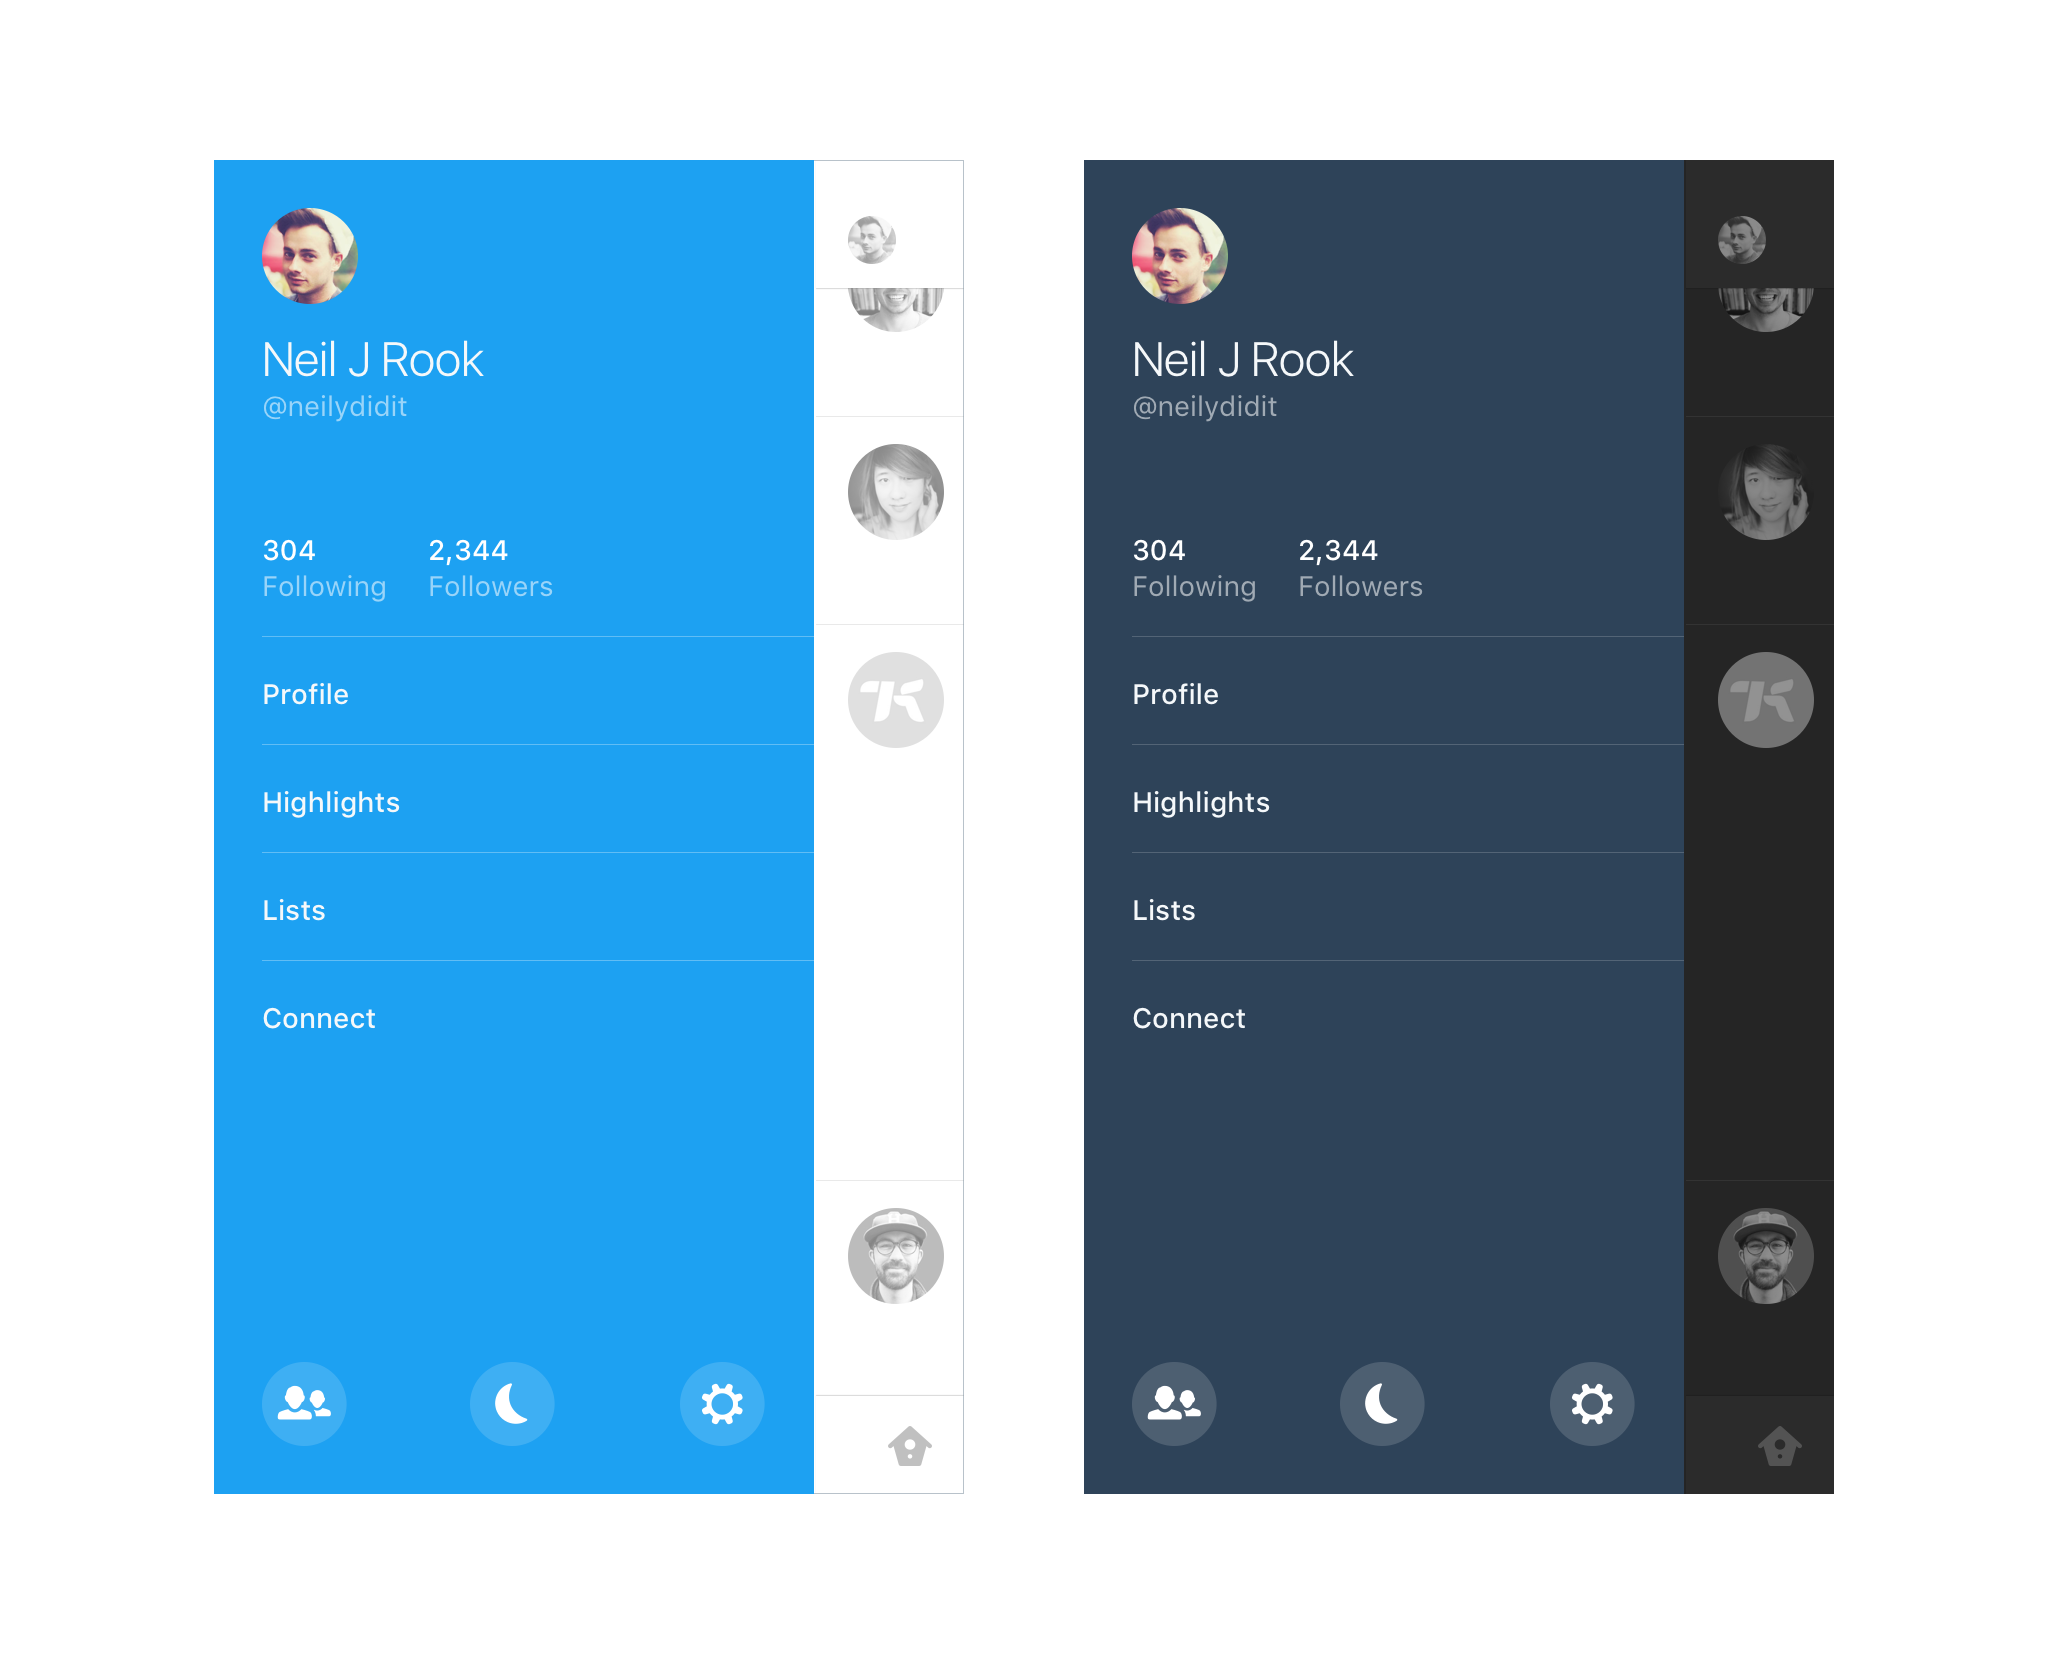 Neil J Rook
@neilydidit
304 2,344
Following Followers
Profile
Highlights
Lists
Connect
Neil J Rook
@neilydidit
304 2,344
Following Followers
Profile
Highlights
Lists
Connect